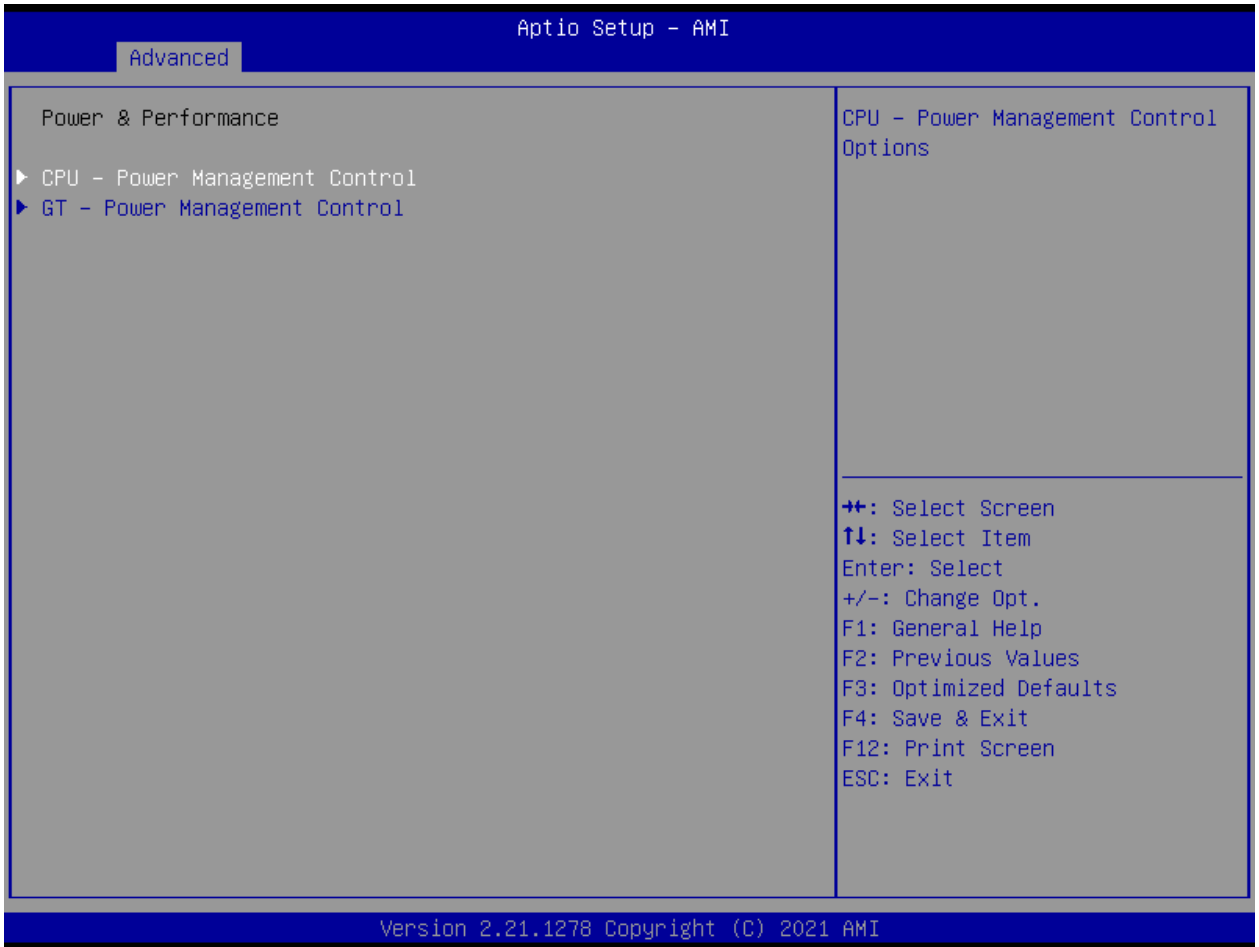 Aptio Setup – AMI
Advanced
Power & Performance
CPU – Power Management Control
GT – Power Management Control
CPU – Power Management Control
Options
→←: Select Screen
↑↓: Select Item
Enter: Select
+/-: Change Opt.
F1: General Help
F2: Previous Values
F3: Optimized Defaults
F4: Save & Exit
F12: Print Screen
ESC: Exit
Version 2.21.1278 Copyright (C) 2021 AMI